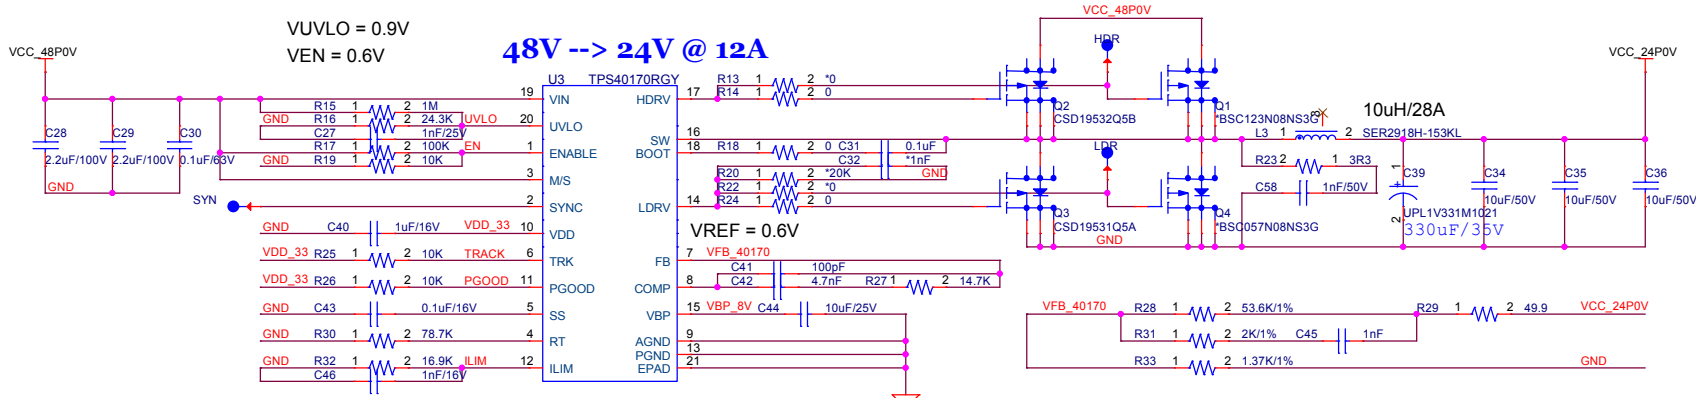 VUVLO = 0.9V
VEN = 0.6V
48V --> 24V @ 12A
VCC_48P0V
VCC_48P0V
VCC_24P0V
U3 TPS40170RGY
HDR
LDR
C28
2.2uF/100V
C29
2.2uF/100V
C30
0.1uF/63V
GND
R15 1 2 1M
GND R16 1 2 24.3K UVLO
C27 1nF/25V
R17 1 2 100K EN
GND R19 1 2 10K
SYN
GND C40 1uF/16V VDD_33
VDD_33 R25 1 2 10K TRACK
VDD_33 R26 1 2 10K PGOOD
GND C43 0.1uF/16V
GND R30 1 2 78.7K
GND R32 1 2 16.9K ILIM
C46 1nF/16V
19 VIN
20 UVLO
1 ENABLE
3 M/S
2 SYNC
10 VDD
6 TRK
11 PGOOD
5 SS
4 RT
12 ILIM
HDRV 17
SW 16
BOOT 18
LDRV 14
FB 7
COMP 8
VBP 15
AGND 9
PGND 13
EPAD 21
R13 1 2 *0
R14 1 2 0
R18 1 2 0 C31 0.1uF
C32 *1nF
GND
R20 1 2 *20K
R22 1 2 *0
R24 1 2 0
VREF = 0.6V
VFB_40170
C41 100pF
C42 4.7nF R27 1 2 14.7K
VBP_8V C44 10uF/25V
Q2
CSD19532Q5B
Q1
*BSC123N08NS3G
Q3
CSD19531Q5A
Q4
*BSC057N08NS3G
GND
10uH/28A
L3 1 2 SER2918H-153KL
3
R23 2 1 3R3
C58 1nF/50V
C39
1
2
UPL1V331M1021
330uF/35V
C34
10uF/50V
C35
10uF/50V
C36
10uF/50V
VFB_40170 R28 1 2 53.6K/1% R29 1 2 49.9 VCC_24P0V
R31 1 2 2K/1% C45 1nF
R33 1 2 1.37K/1% GND